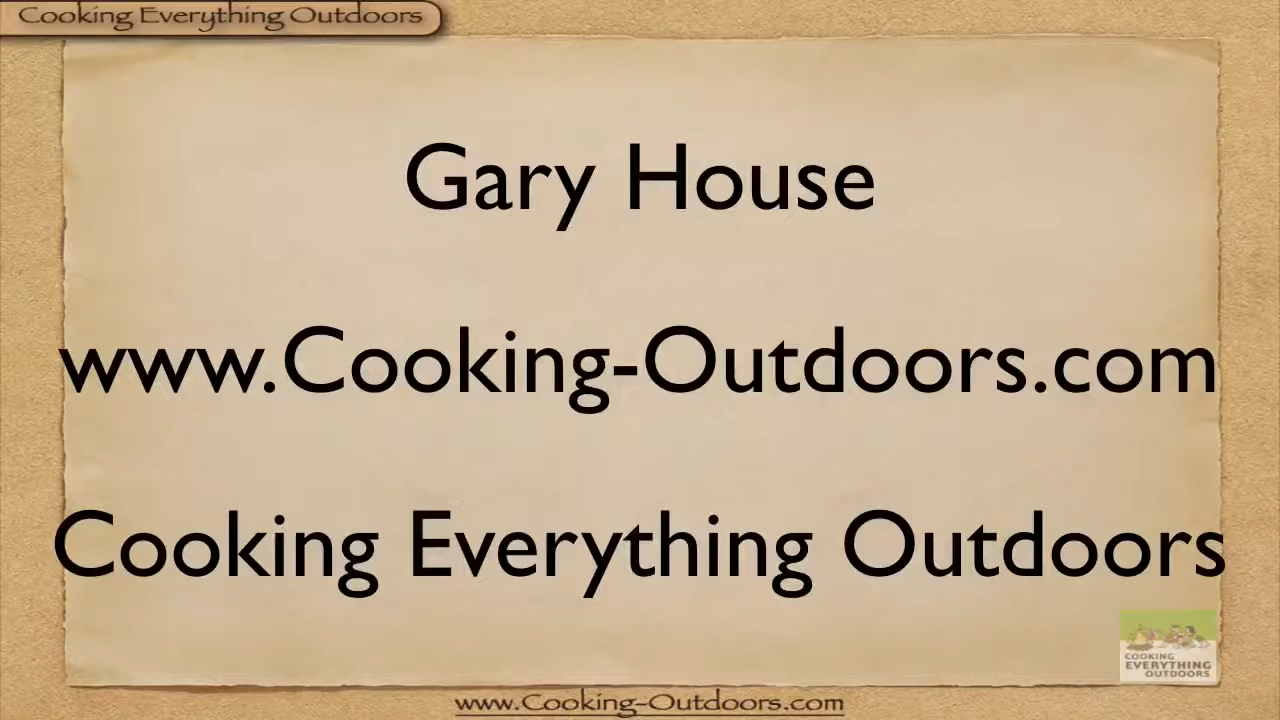 Cooking Everything Outdoors
Gary House
www.Cooking-Outdoors.com
Cooking Everything Outdoors
COOKING
EVERYTHING
OUTDOORS
www.Cooking-Outdoors.com